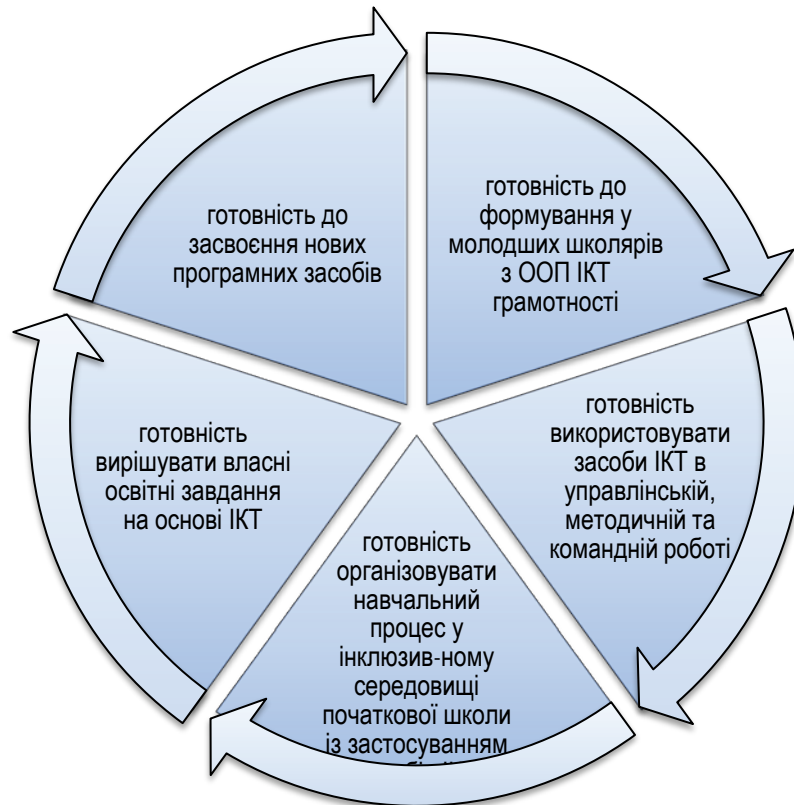 готовність до
формування у
молодших школярів
з ООП ІКТ
грамотності
готовність
використовувати
засоби ІКТ в
управлінській,
методичній та
командній роботі
готовність
організовувати
навчальний
процес у
інклюзив-ному
середовищі
початкової школи
із застосуванням
готовність
вирішувати власні
освітні завдання
на основі ІКТ
готовність до
засвоєння нових
програмних засобів